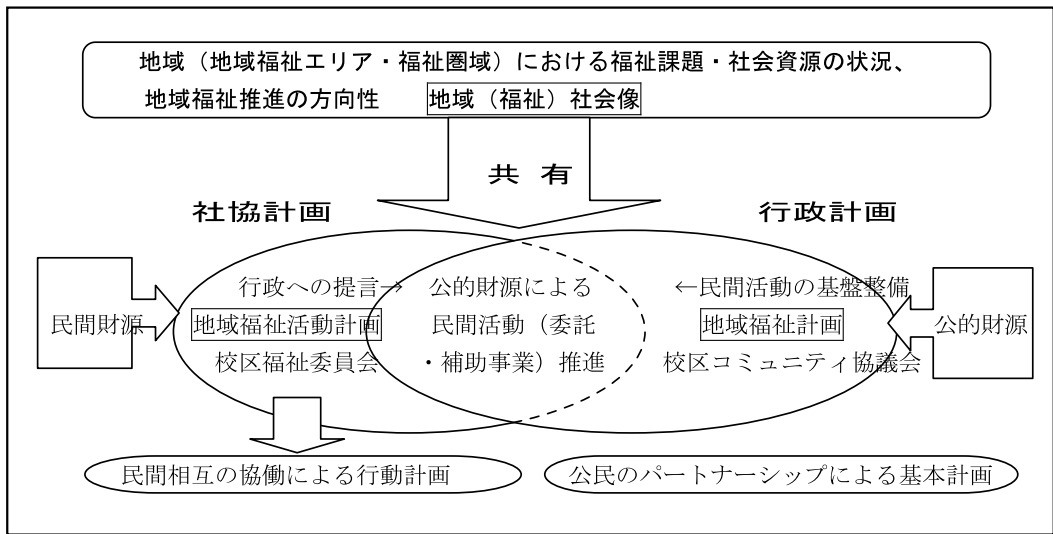 地域（地域福祉エリア・福祉圏域）における福祉課題・社会資源の状況、
地域福祉推進の方向性　　地域（福祉）社会像
共 有
社協計画
行政計画
民間財源
行政への提言→
地域福祉活動計画
校区福祉委員会
公的財源による
民間活動（委託
・補助事業）推進
←民間活動の基盤整備
地域福祉計画
校区コミュニティ協議会
公的財源
民間相互の協働による行動計画
公民のパートナーシップによる基本計画